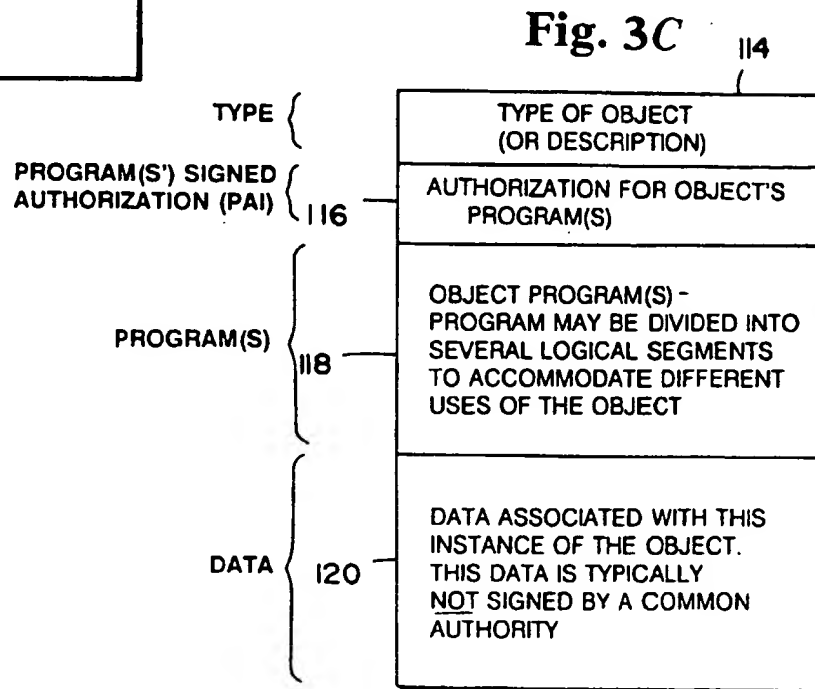 Fig. 3C
114
TYPE
TYPE OF OBJECT
(OR DESCRIPTION)
PROGRAM(S') SIGNED
AUTHORIZATION (PAI)
116
AUTHORIZATION FOR OBJECT'S
PROGRAM(S)
PROGRAM(S)
118
OBJECT PROGRAM(S) -
PROGRAM MAY BE DIVIDED INTO
SEVERAL LOGICAL SEGMENTS
TO ACCOMMODATE DIFFERENT
USES OF THE OBJECT
DATA
120
DATA ASSOCIATED WITH THIS
INSTANCE OF THE OBJECT.
THIS DATA IS TYPICALLY
NOT SIGNED BY A COMMON
AUTHORITY